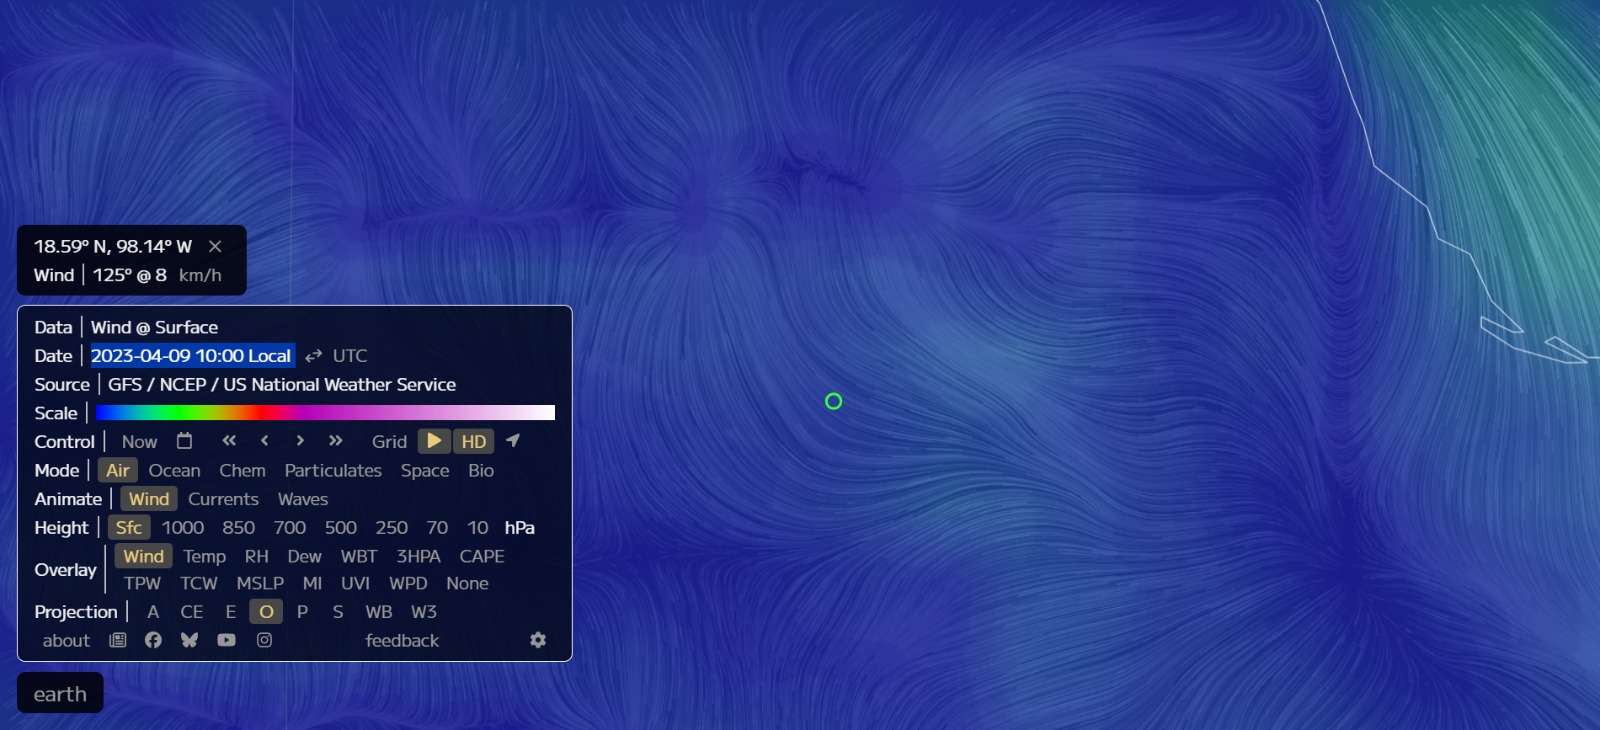 18.59° N, 98.14° W ×
Wind | 125° @ 8 km/h
Data | Wind @ Surface
Date | 2023-04-09 10:00 Local ⇄ UTC
Source | GFS / NCEP / US National Weather Service
Scale |
Control | Now « ‹ › » Grid HD
Mode | Air Ocean Chem Particulates Space Bio
Animate | Wind Currents Waves
Height | Sfc 1000 850 700 500 250 70 10 hPa
Overlay | Wind Temp RH Dew WBT 3HPA CAPE
TPW TCW MSLP MI UVI WPD None
Projection | A CE E O P S WB W3
about feedback
earth